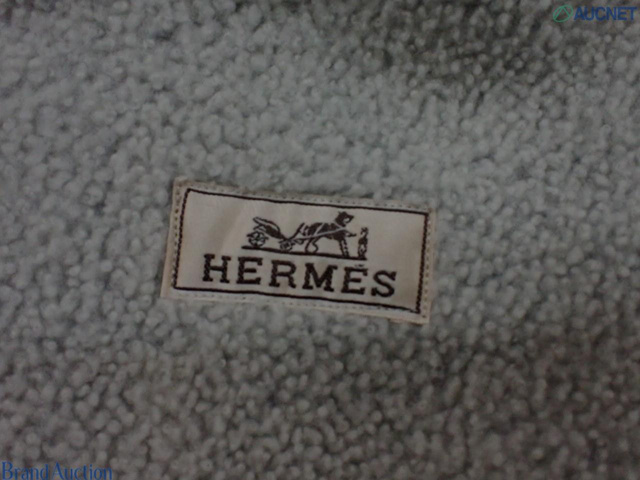 AUCNET
HERMES
Brand Auction